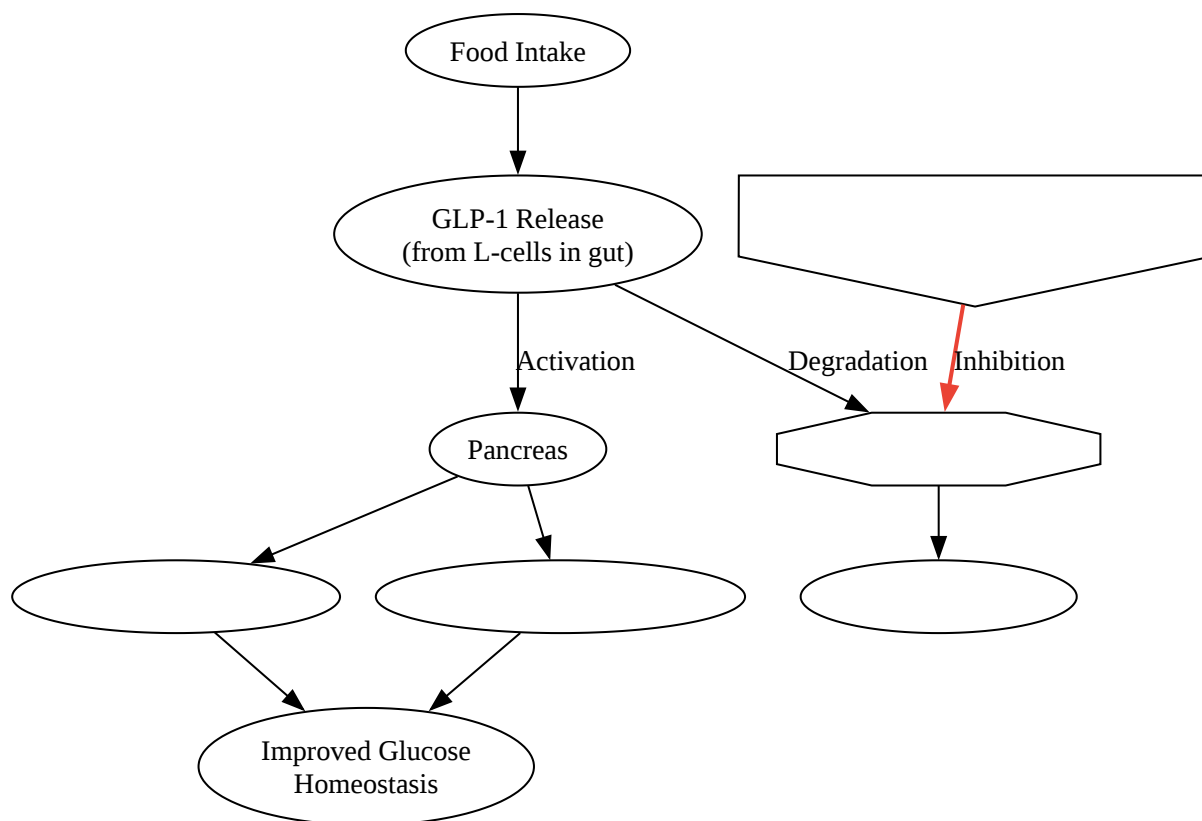 Food Intake
GLP-1 Release
(from L-cells in gut)
Activation
Degradation
Inhibition
Pancreas
Improved Glucose
Homeostasis